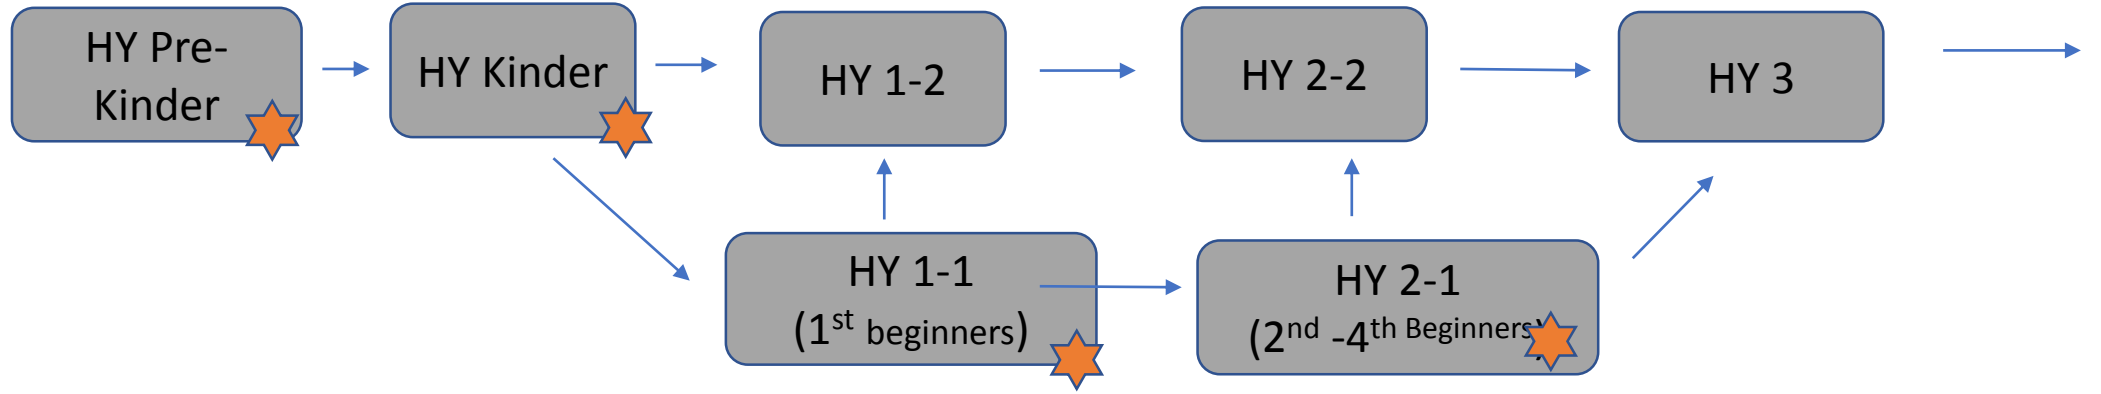 HY Pre-
Kinder
HY Kinder
HY 1-2
HY 2-2
HY 3
HY 1-1
(1st beginners)
HY 2-1
(2nd -4th Beginners)